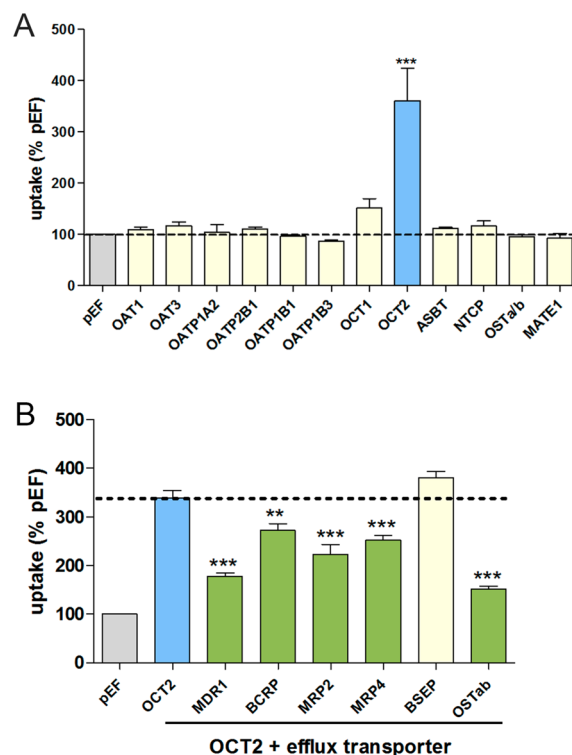 A
500
400
300
200
100
0
uptake (% pEF)
***
pEF
OAT1
OAT3
OATP1A2
OATP2B1
OATP1B1
OATP1B3
OCT1
OCT2
ASBT
NTCP
OSTa/b
MATE1
B
500
400
300
200
100
0
uptake (% pEF)
***
**
***
***
***
pEF
OCT2
MDR1
BCRP
MRP2
MRP4
BSEP
OSTab
OCT2 + efflux transporter